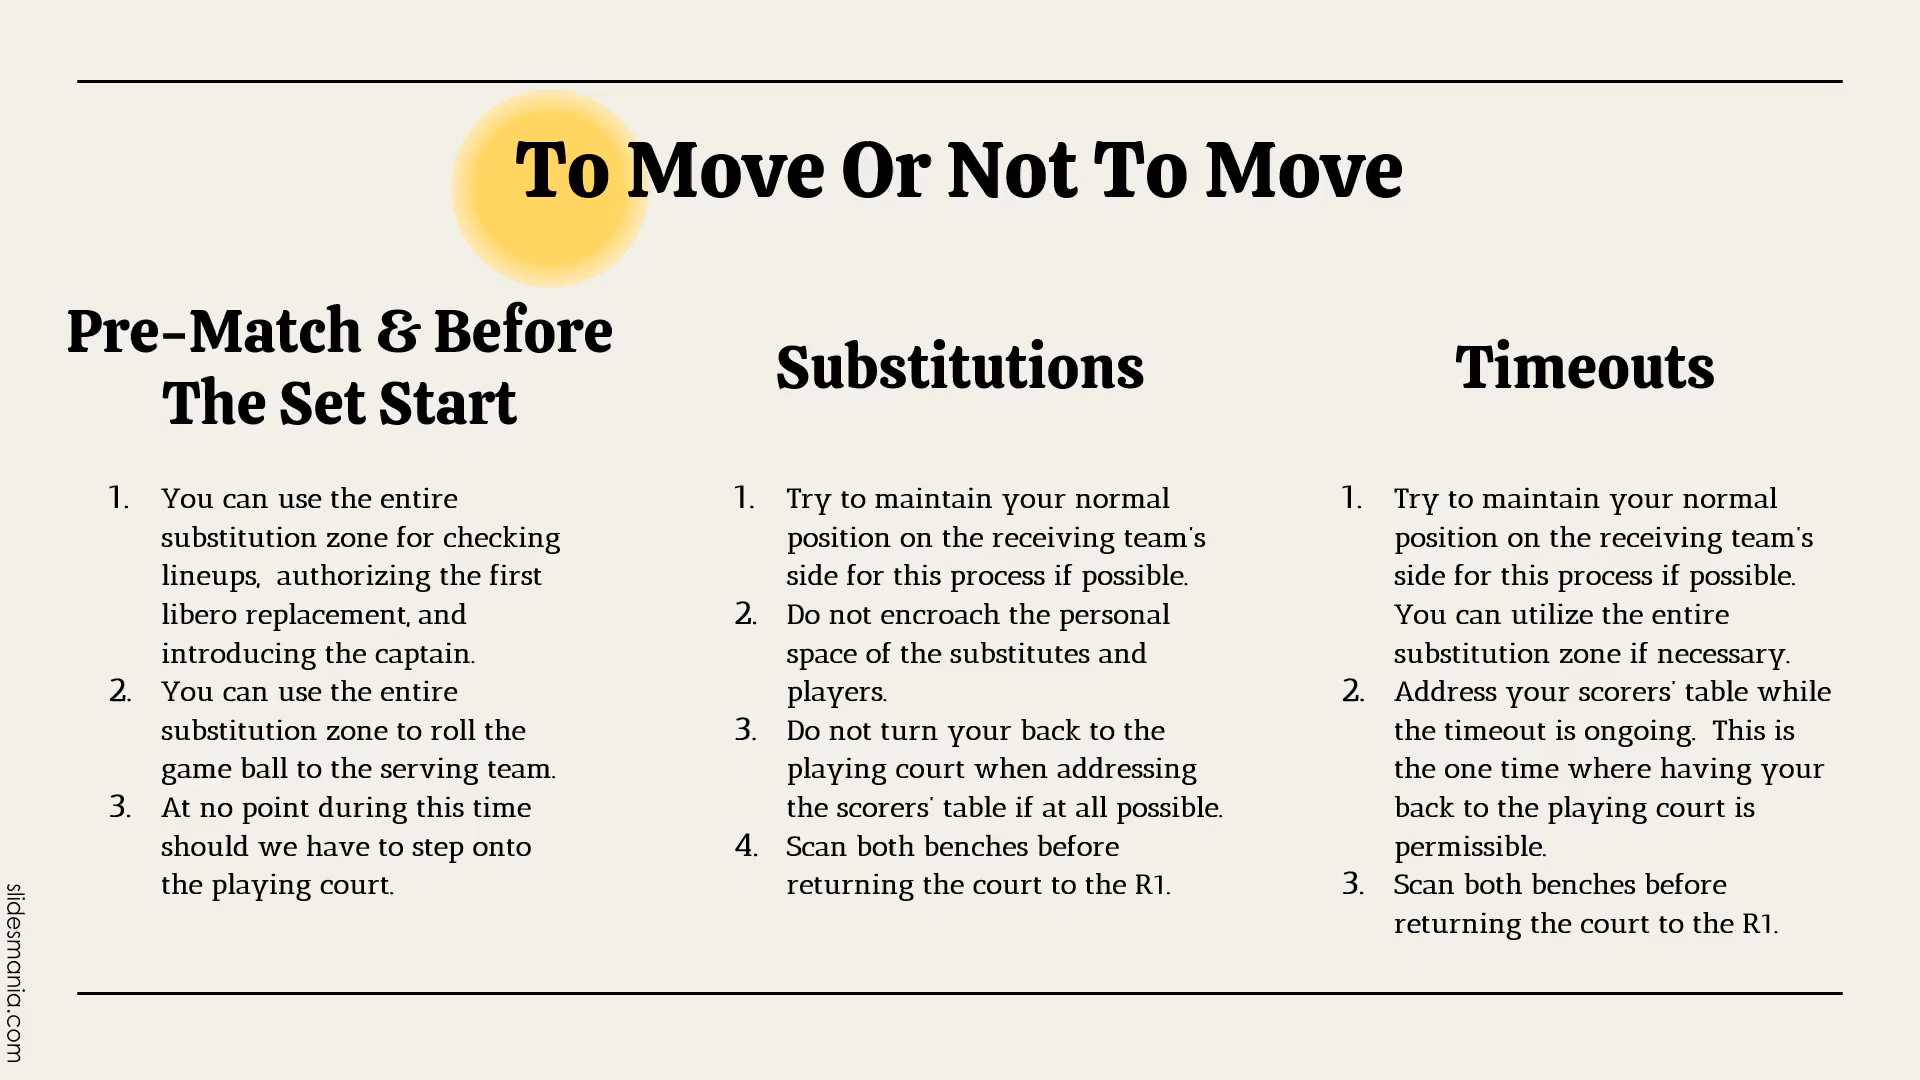 To Move Or Not To Move
Pre-Match & Before
The Set Start
1. You can use the entire
substitution zone for checking
lineups,  authorizing the first
libero replacement, and
introducing the captain.
2. You can use the entire
substitution zone to roll the
game ball to the serving team.
3. At no point during this time
should we have to step onto
the playing court.
Substitutions
1. Try to maintain your normal
position on the receiving team's
side for this process if possible.
2. Do not encroach the personal
space of the substitutes and
players.
3. Do not turn your back to the
playing court when addressing
the scorers' table if at all possible.
4. Scan both benches before
returning the court to the R1.
Timeouts
1. Try to maintain your normal
position on the receiving team's
side for this process if possible.
You can utilize the entire
substitution zone if necessary.
2. Address your scorers' table while
the timeout is ongoing.  This is
the one time where having your
back to the playing court is
permissible.
3. Scan both benches before
returning the court to the R1.
slidesmania.com